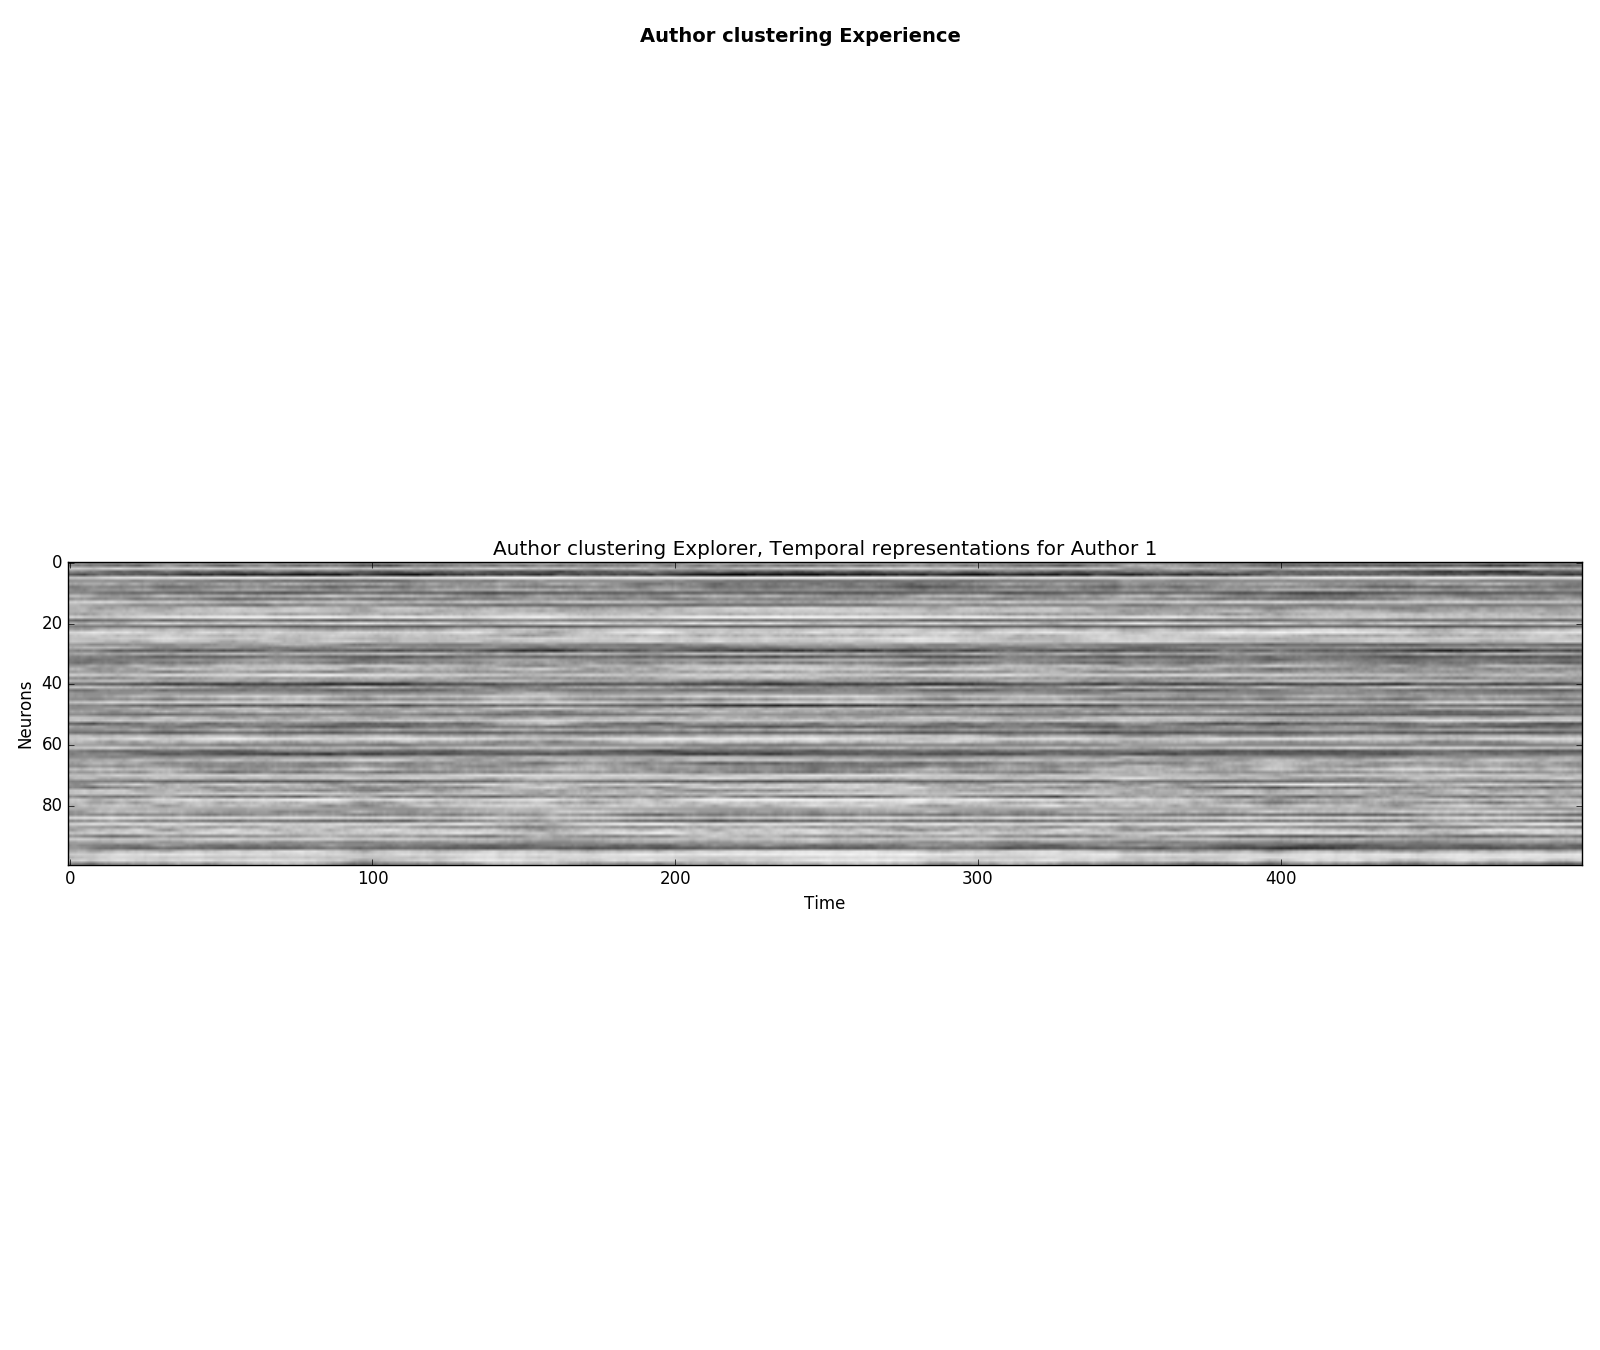 Author clustering Experience
Author clustering Explorer, Temporal representations for Author 1
0
20
40
60
80
Neurons
0 100 200 300 400
Time